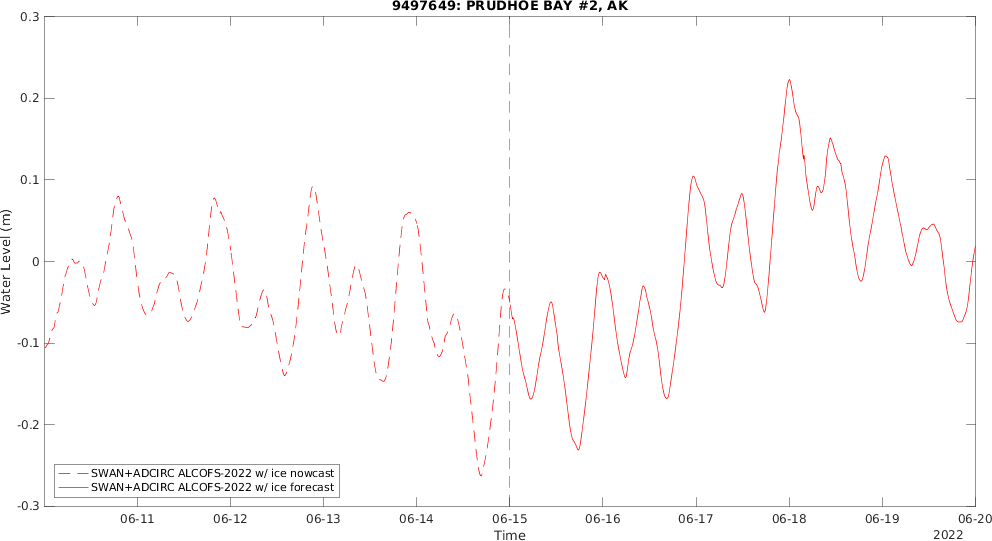 9497649: PRUDHOE BAY #2, AK
0.3
0.2
0.1
0
-0.1
-0.2
-0.3
Water Level (m)
SWAN+ADCIRC ALCOFS-2022 w/ ice nowcast
SWAN+ADCIRC ALCOFS-2022 w/ ice forecast
06-11 06-12 06-13 06-14 06-15 06-16 06-17 06-18 06-19 06-20
Time
2022